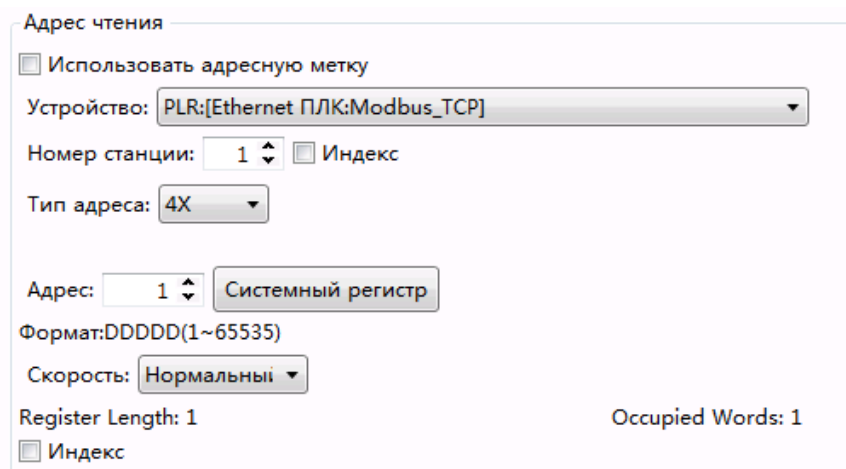 Адрес чтения
Использовать адресную метку
Устройство: PLR:[Ethernet ПЛК:Modbus_TCP]
Номер станции: 1 Индекс
Тип адреса: 4X
Адрес: 1 Системный регистр
Формат:DDDDD(1~65535)
Скорость: Нормальный
Register Length: 1 Occupied Words: 1
Индекс